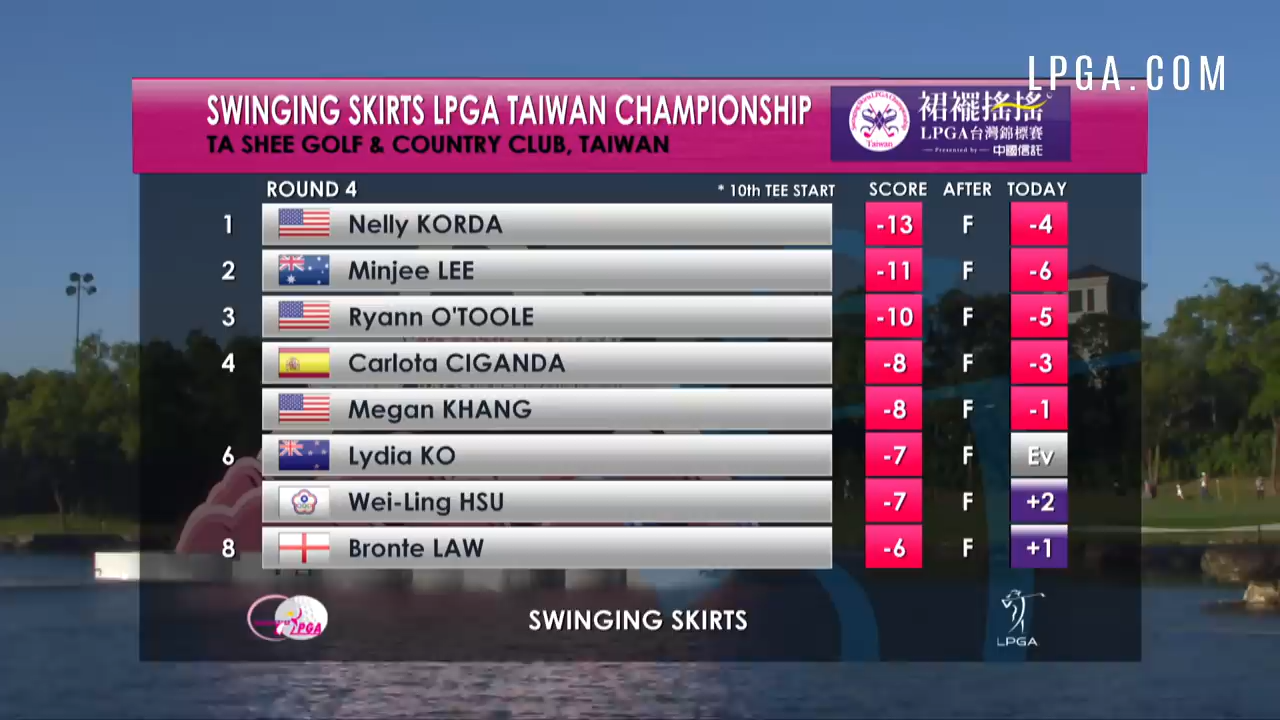 LPGA.COM
SWINGING SKIRTS LPGA TAIWAN CHAMPIONSHIP
TA SHEE GOLF & COUNTRY CLUB, TAIWAN
裙襬搖搖
LPGA台灣錦標賽
Presented by 中國信託
Taiwan
ROUND 4 * 10th TEE START SCORE AFTER TODAY
1 Nelly KORDA -13 F -4
2 Minjee LEE -11 F -6
3 Ryann O'TOOLE -10 F -5
4 Carlota CIGANDA -8 F -3
Megan KHANG -8 F -1
6 Lydia KO -7 F Ev
Wei-Ling HSU -7 F +2
8 Bronte LAW -6 F +1
LPGA
SWINGING SKIRTS
LPGA